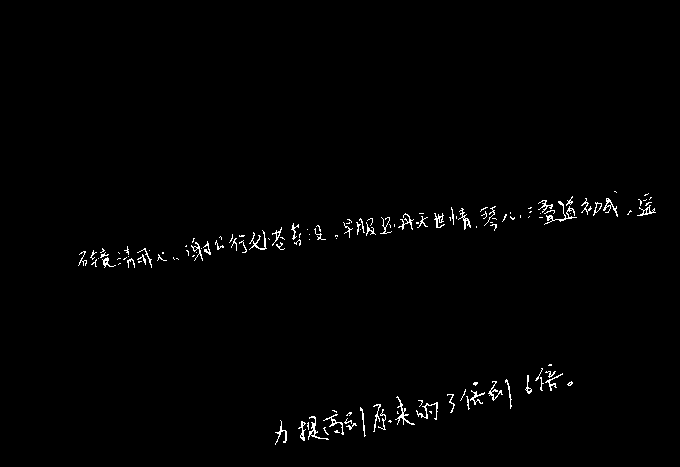 石镜清我心,谢公行处苍苔没。早服还丹无世情,琴心三叠道初成,遥
力提高到原来的3倍到6倍。